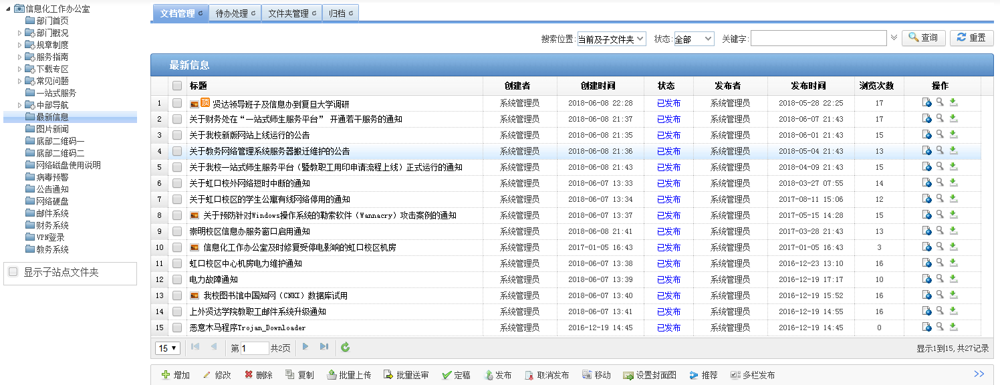 信息化工作办公室
部门首页
部门概况
规章制度
服务指南
下载专区
常见问题
一站式服务
中部导航
最新信息
图片新闻
底部二维码一
底部二维码二
网络磁盘使用说明
病毒预警
公告通知
网络硬盘
邮件系统
财务系统
VPN登录
教务系统
显示子站点文件夹
文档管理 待办处理 文件夹管理 归档
搜索位置: 当前及子文件夹 状态: 全部 关键字: 查询 重置
最新信息
标题 创建者 创建时间 状态 发布者 发布时间 浏览次数 操作
1 顶 贤达领导班子及信息办到复旦大学调研 系统管理员 2018-06-08 22:28 已发布 系统管理员 2018-05-28 22:25 17
2 关于财务处在“一站式师生服务平台” 开通若干服务的通知 系统管理员 2018-06-08 21:37 已发布 系统管理员 2018-06-07 21:43 17
3 关于我校新版网站上线运行的公告 系统管理员 2018-06-08 21:35 已发布 系统管理员 2018-06-01 21:43 15
4 关于教务网络管理系统服务器搬迁维护的公告 系统管理员 2018-06-08 21:36 已发布 系统管理员 2018-05-04 21:43 13
5 关于我校一站式师生服务平台（暨教职工用印申请流程上线）正式运行的通知 系统管理员 2018-06-08 21:43 已发布 系统管理员 2018-04-09 21:43 15
6 关于虹口校外网络短时中断的通知 系统管理员 2018-06-07 13:33 已发布 系统管理员 2018-03-27 07:55 14
7 关于虹口校区的学生公寓有线网络停用的通知 系统管理员 2018-06-07 13:34 已发布 系统管理员 2017-08-11 15:06 12
8 关于预防针对Windows操作系统的勒索软件（Wannacry）攻击案例的通知 系统管理员 2018-06-07 13:37 已发布 系统管理员 2017-05-15 14:28 15
9 崇明校区信息办服务窗口启用通知 系统管理员 2018-06-08 21:41 已发布 系统管理员 2017-03-28 21:43 13
10 信息化工作办公室及时修复受停电影响的虹口校区机房 系统管理员 2017-01-05 16:43 已发布 系统管理员 2017-01-05 16:43 3
11 虹口校区中心机房电力维护通知 系统管理员 2018-06-07 13:38 已发布 系统管理员 2016-12-23 13:10 16
12 电力故障通知 系统管理员 2018-06-07 13:39 已发布 系统管理员 2016-12-19 17:17 10
13 我校图书馆中国知网（CNKI）数据库试用 系统管理员 2018-06-07 13:40 已发布 系统管理员 2016-12-19 15:52 16
14 上外贤达学院教职工邮件系统升级通知 系统管理员 2018-06-07 13:41 已发布 系统管理员 2016-12-19 14:55 16
15 恶意木马程序Trojan_Downloader 系统管理员 2016-12-19 14:45 已发布 系统管理员 2016-12-19 14:45 0
15 第 1 共2页 显示1到15,共27记录
增加 修改 删除 复制 批量上传 批量送审 定稿 发布 取消发布 移动 设置封面图 推荐 多栏发布